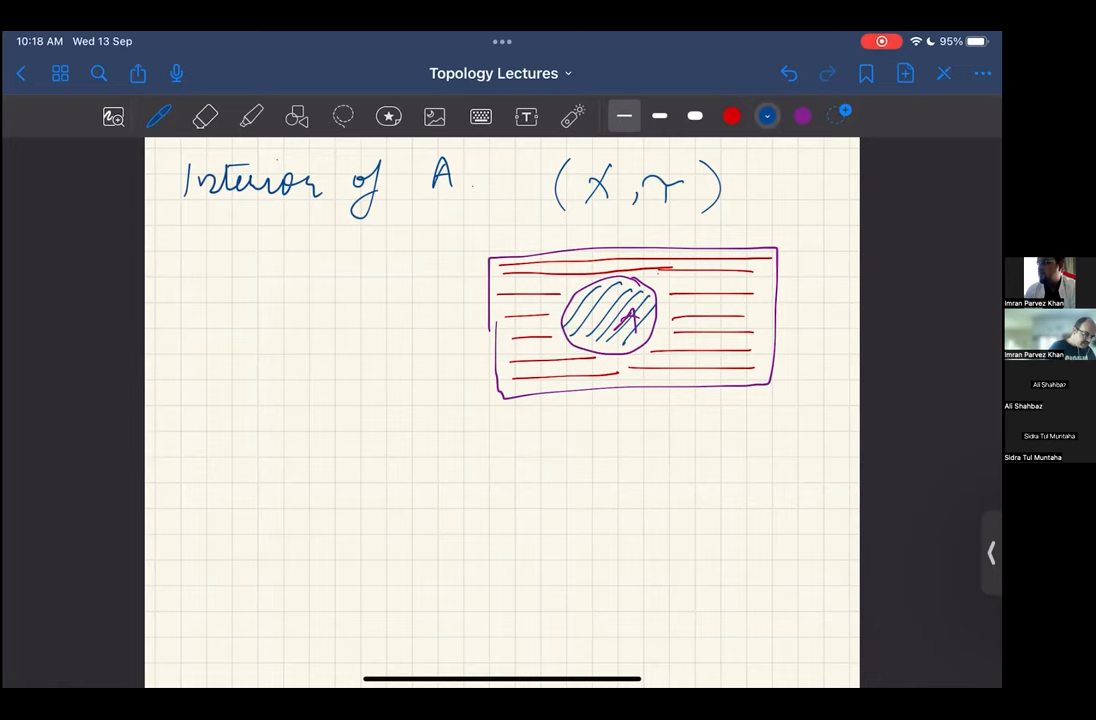 10:18 AM Wed 13 Sep
95%
Topology Lectures
T
Interior of A. (X, τ)
A
Imran Parvez Khan
Imran Parvez Khan
Ali Shahbaz
Ali Shahbaz
Sidra Tul Muntaha
Sidra Tul Muntaha